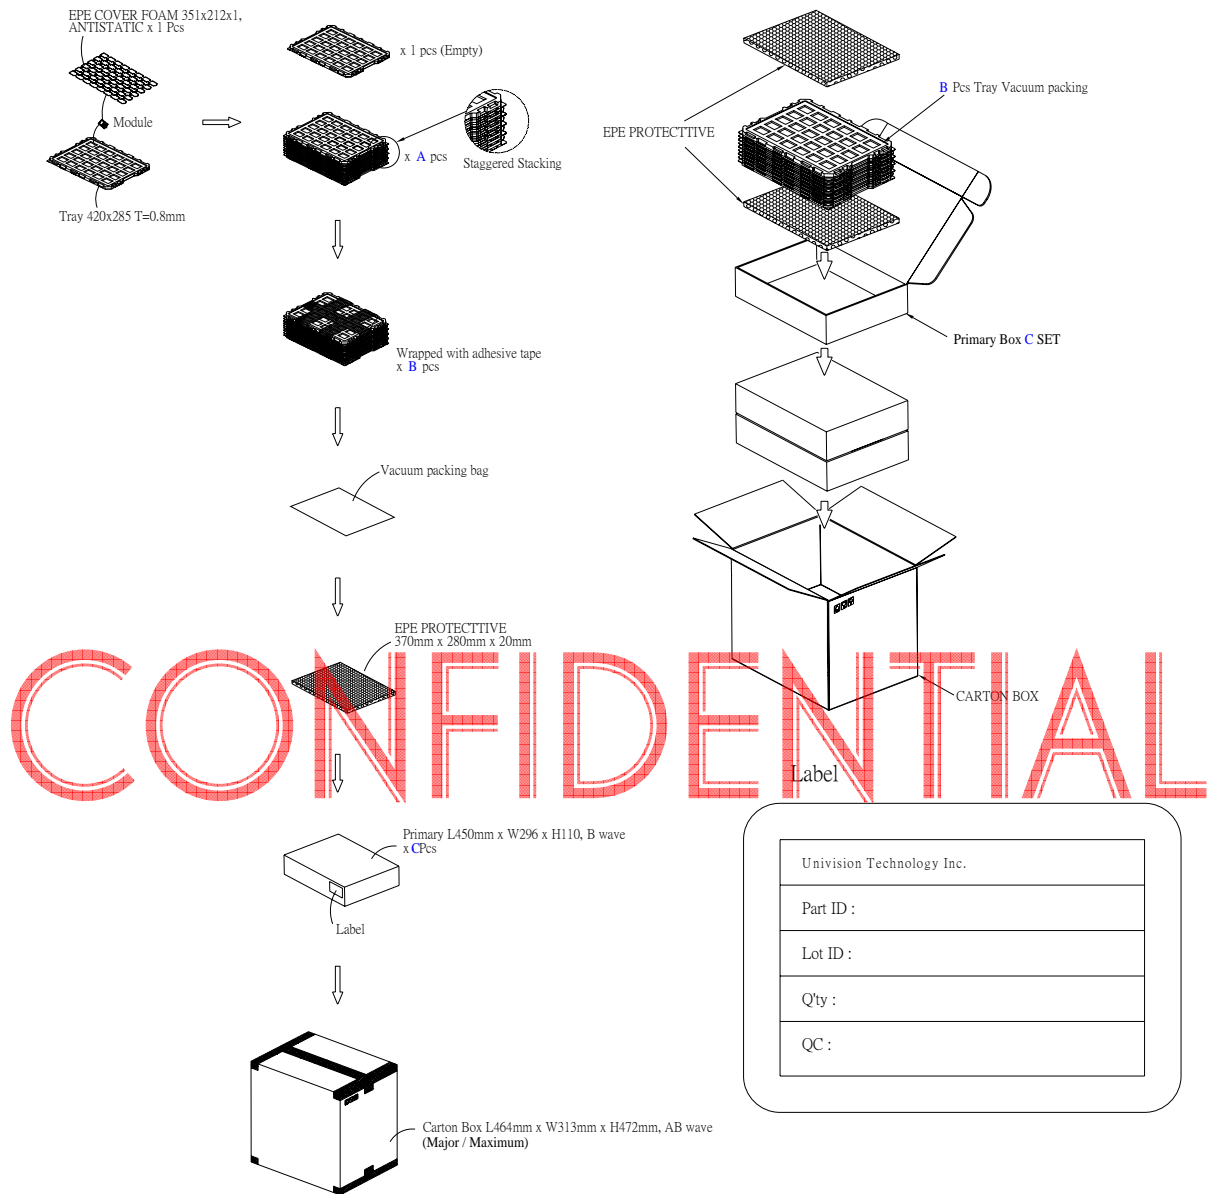 EPE COVER FOAM 351x212x1,
ANTISTATIC x 1 Pcs
Module
Tray 420x285 T=0.8mm
x 1 pcs (Empty)
x A pcs
Staggered Stacking
Wrapped with adhesive tape
x B pcs
Vacuum packing bag
EPE PROTECTTIVE
370mm x 280mm x 20mm
Primary L450mm x W296 x H110, B wave
x CPcs
Label
Carton Box L464mm x W313mm x H472mm, AB wave
(Major / Maximum)
B Pcs Tray Vacuum packing
EPE PROTECTTIVE
Primary Box C SET
CARTON BOX
CONFIDENTIAL
Label
Univision Technology Inc.
Part ID :
Lot ID :
Q'ty :
QC :